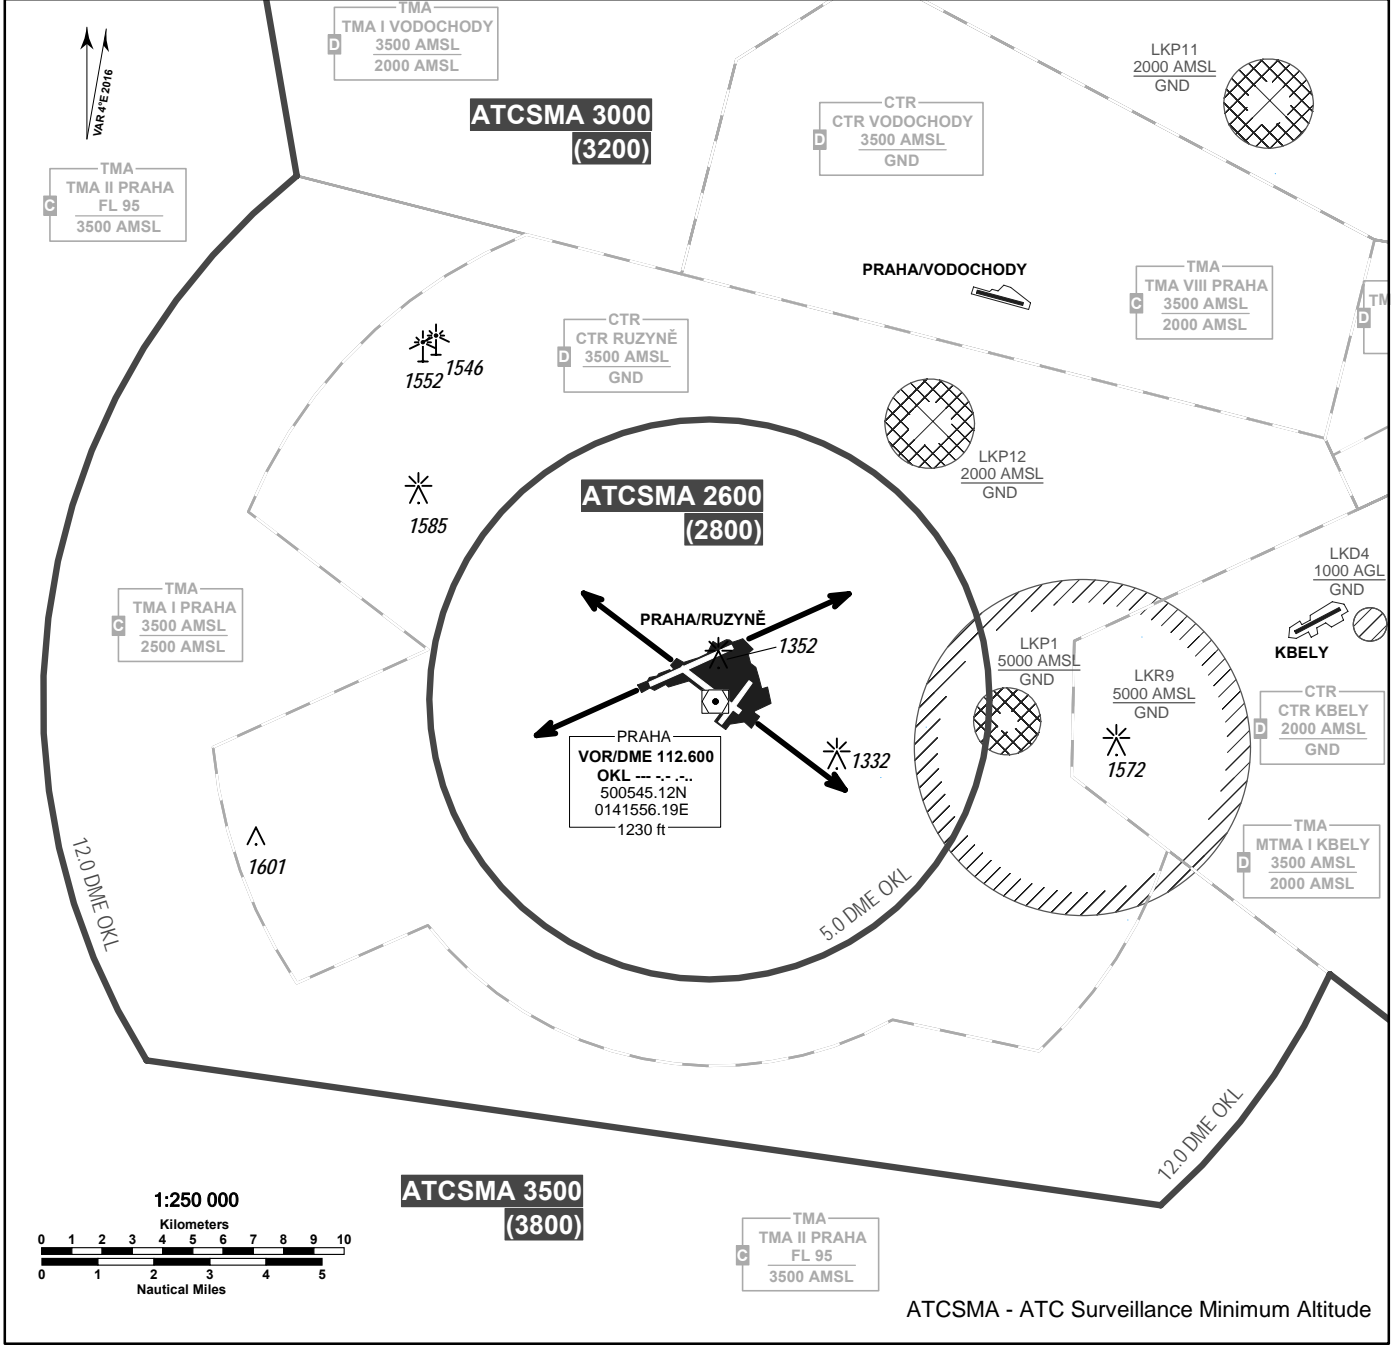 TMA
TMA I VODOCHODY
D
3500 AMSL
2000 AMSL
VAR 4°E 2016
ATCSMA 3000
(3200)
LKP11
2000 AMSL
GND
CTR
CTR VODOCHODY
D
3500 AMSL
GND
TMA
TMA II PRAHA
C
FL 95
3500 AMSL
PRAHA/VODOCHODY
TMA
TMA VIII PRAHA
C
3500 AMSL
2000 AMSL
D
CTR
CTR RUZYNĚ
D
3500 AMSL
GND
1552
1546
LKP12
2000 AMSL
GND
ATCSMA 2600
(2800)
1585
LKD4
1000 AGL
GND
KBELY
TMA
TMA I PRAHA
C
3500 AMSL
2500 AMSL
PRAHA/RUZYNĚ
1352
LKP1
5000 AMSL
GND
LKR9
5000 AMSL
GND
CTR
CTR KBELY
D
2000 AMSL
GND
PRAHA
VOR/DME 112.600
OKL --- -.- .-..
500545.12N
0141556.19E
1230 ft
1332
1572
TMA
MTMA I KBELY
D
3500 AMSL
2000 AMSL
1601
12.0 DME OKL
5.0 DME OKL
12.0 DME OKL
ATCSMA 3500
(3800)
1:250 000
Kilometers
0 1 2 3 4 5 6 7 8 9 10
0 1 2 3 4 5
Nautical Miles
TMA
TMA II PRAHA
C
FL 95
3500 AMSL
ATCSMA - ATC Surveillance Minimum Altitude